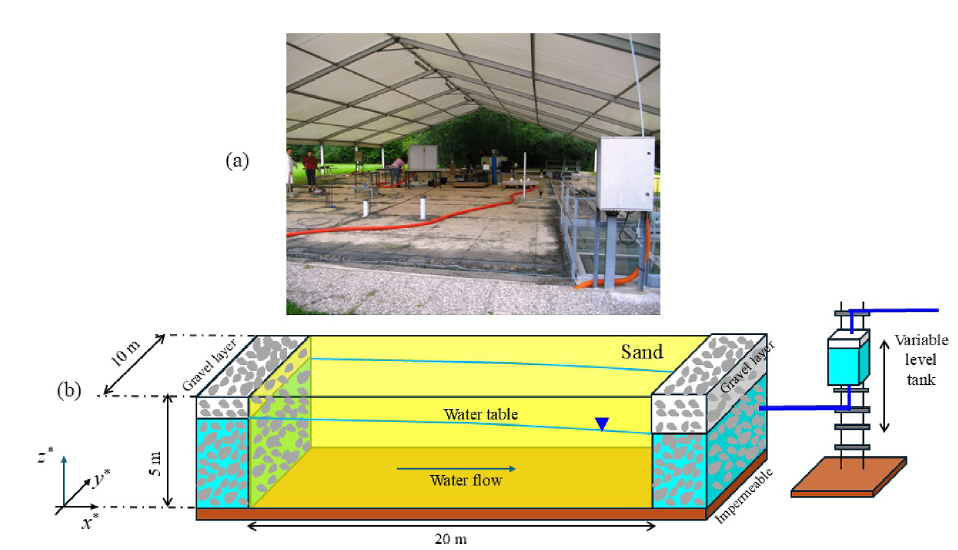 (a)
(b)
10 m
Gravel layer
Sand
Gravel layer
Variable
level
tank
Water table
5 m
Water flow
y*
x*
Impermeable
20 m